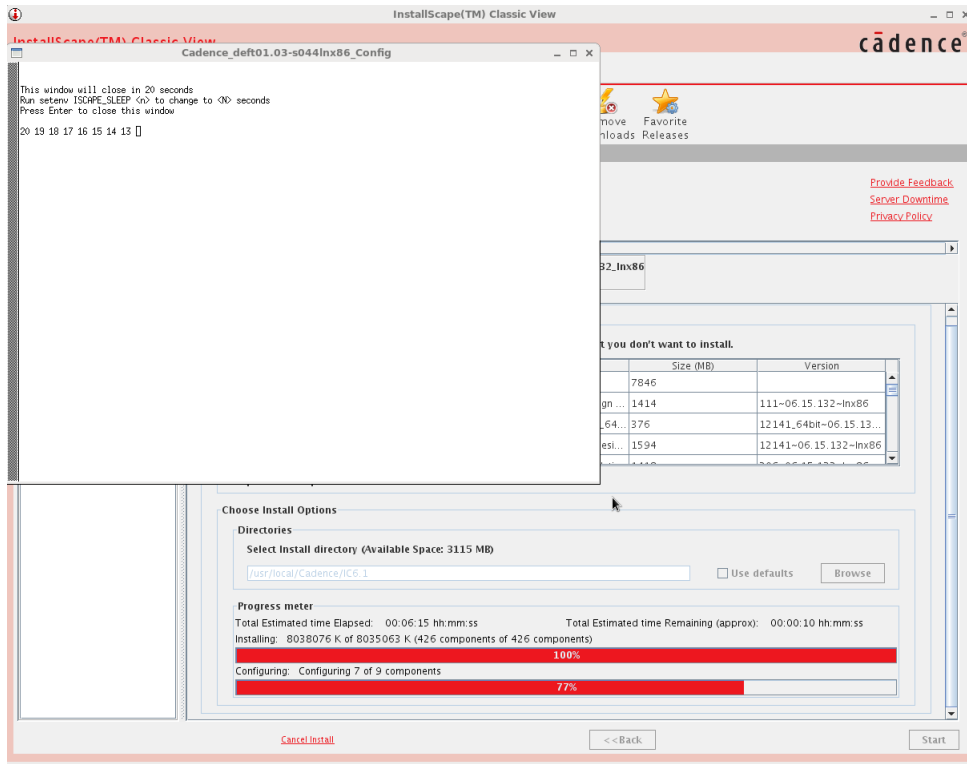 InstallScape(TM) Classic View
InstallScape(TM) Classic View
cādence®
Cadence_deft01.03-s044lnx86_Config
This window will close in 20 seconds
Run setenv ISCAPE_SLEEP <n> to change to <N> seconds
Press Enter to close this window
20 19 18 17 16 15 14 13
move
nloads
Favorite
Releases
Provide Feedback
Server Downtime
Privacy Policy
32_lnx86
t you don't want to install.
Size (MB) Version
7846
gn ... 1414 111~06.15.132~lnx86
_64... 376 12141_64bit~06.15.13...
esi... 1594 12141~06.15.132~lnx86
Choose Install Options
Directories
Select Install directory (Available Space: 3115 MB)
/usr/local/Cadence/IC6.1
Use defaults
Browse
Progress meter
Total Estimated time Elapsed: 00:06:15 hh:mm:ss Total Estimated time Remaining (approx): 00:00:10 hh:mm:ss
Installing: 8038076 K of 8035063 K (426 components of 426 components)
100%
Configuring: Configuring 7 of 9 components
77%
Cancel Install
<<Back
Start